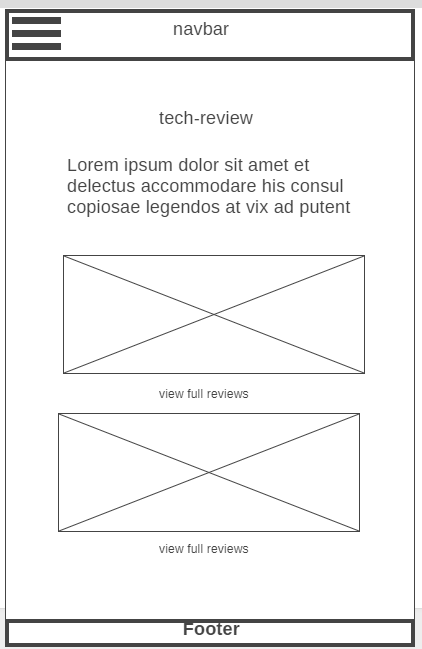 navbar
tech-review
Lorem ipsum dolor sit amet et
delectus accommodare his consul
copiosae legendos at vix ad putent
view full reviews
view full reviews
Footer